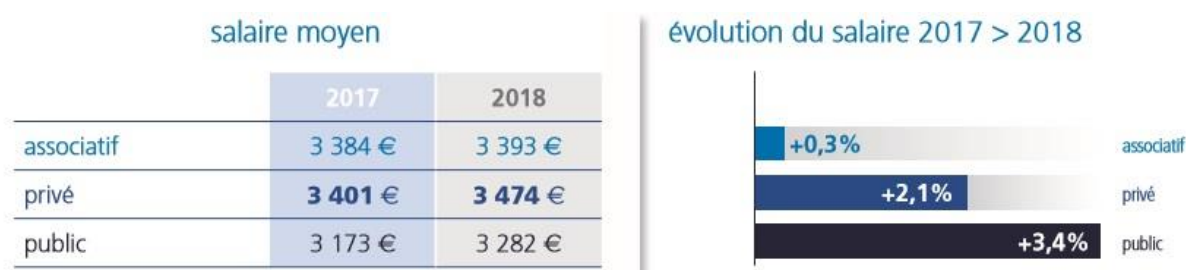 salaire moyen
2017 2018
associatif 3 384 € 3 393 €
privé 3 401 € 3 474 €
public 3 173 € 3 282 €
évolution du salaire 2017 > 2018
+0,3% associatif
+2,1% privé
+3,4% public